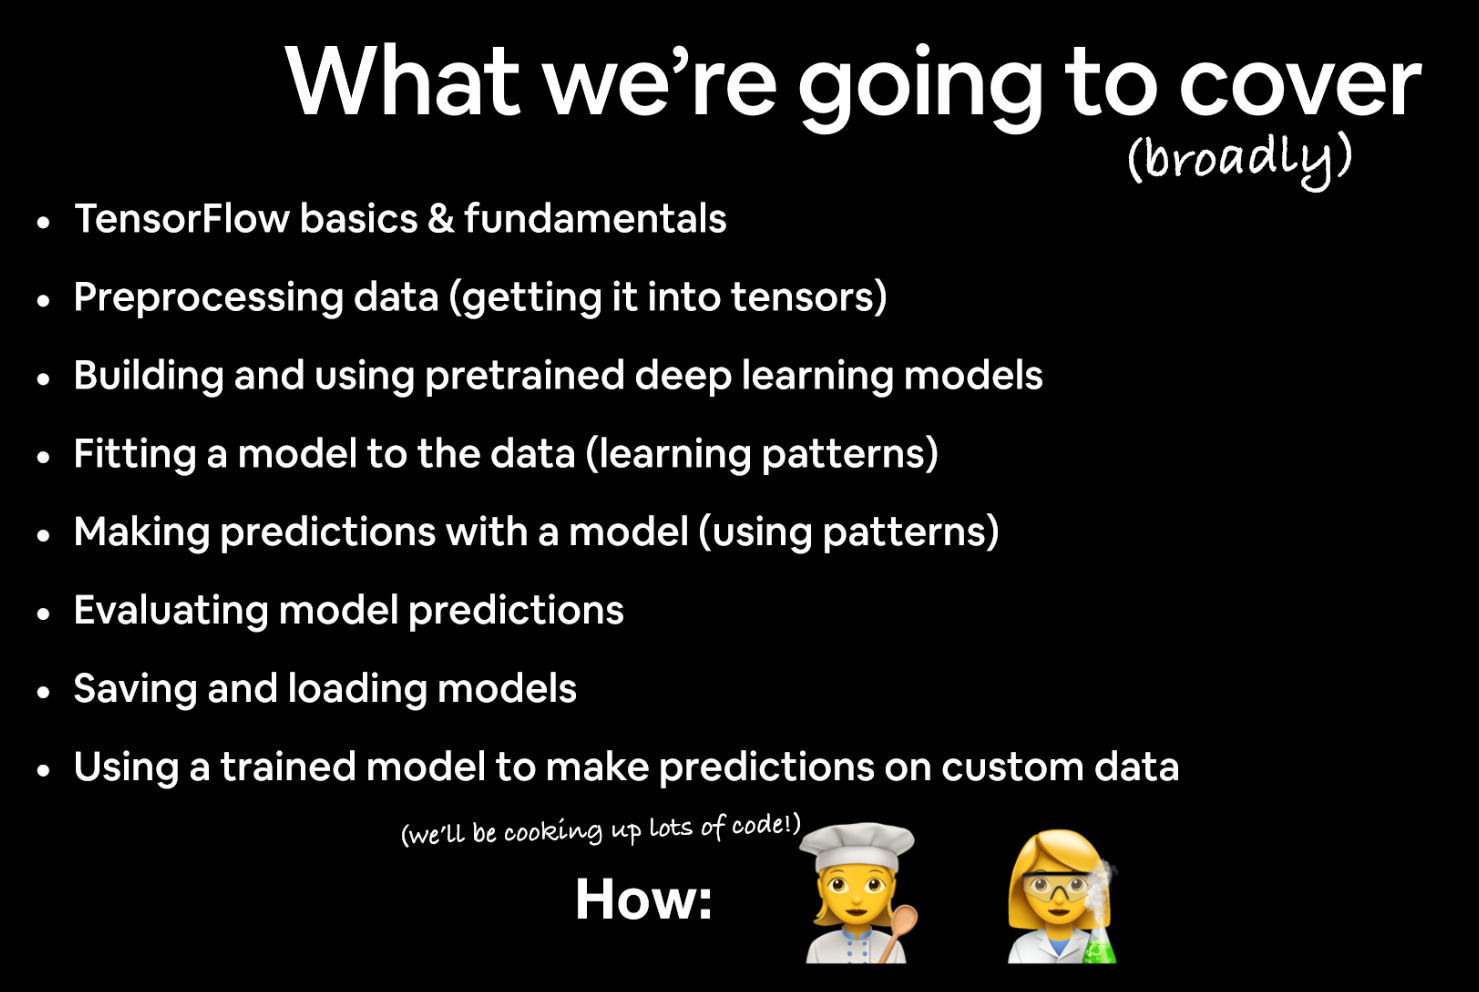 What we’re going to cover
(broadly)
• TensorFlow basics & fundamentals
• Preprocessing data (getting it into tensors)
• Building and using pretrained deep learning models
• Fitting a model to the data (learning patterns)
• Making predictions with a model (using patterns)
• Evaluating model predictions
• Saving and loading models
• Using a trained model to make predictions on custom data
(we’ll be cooking up lots of code!)
How: